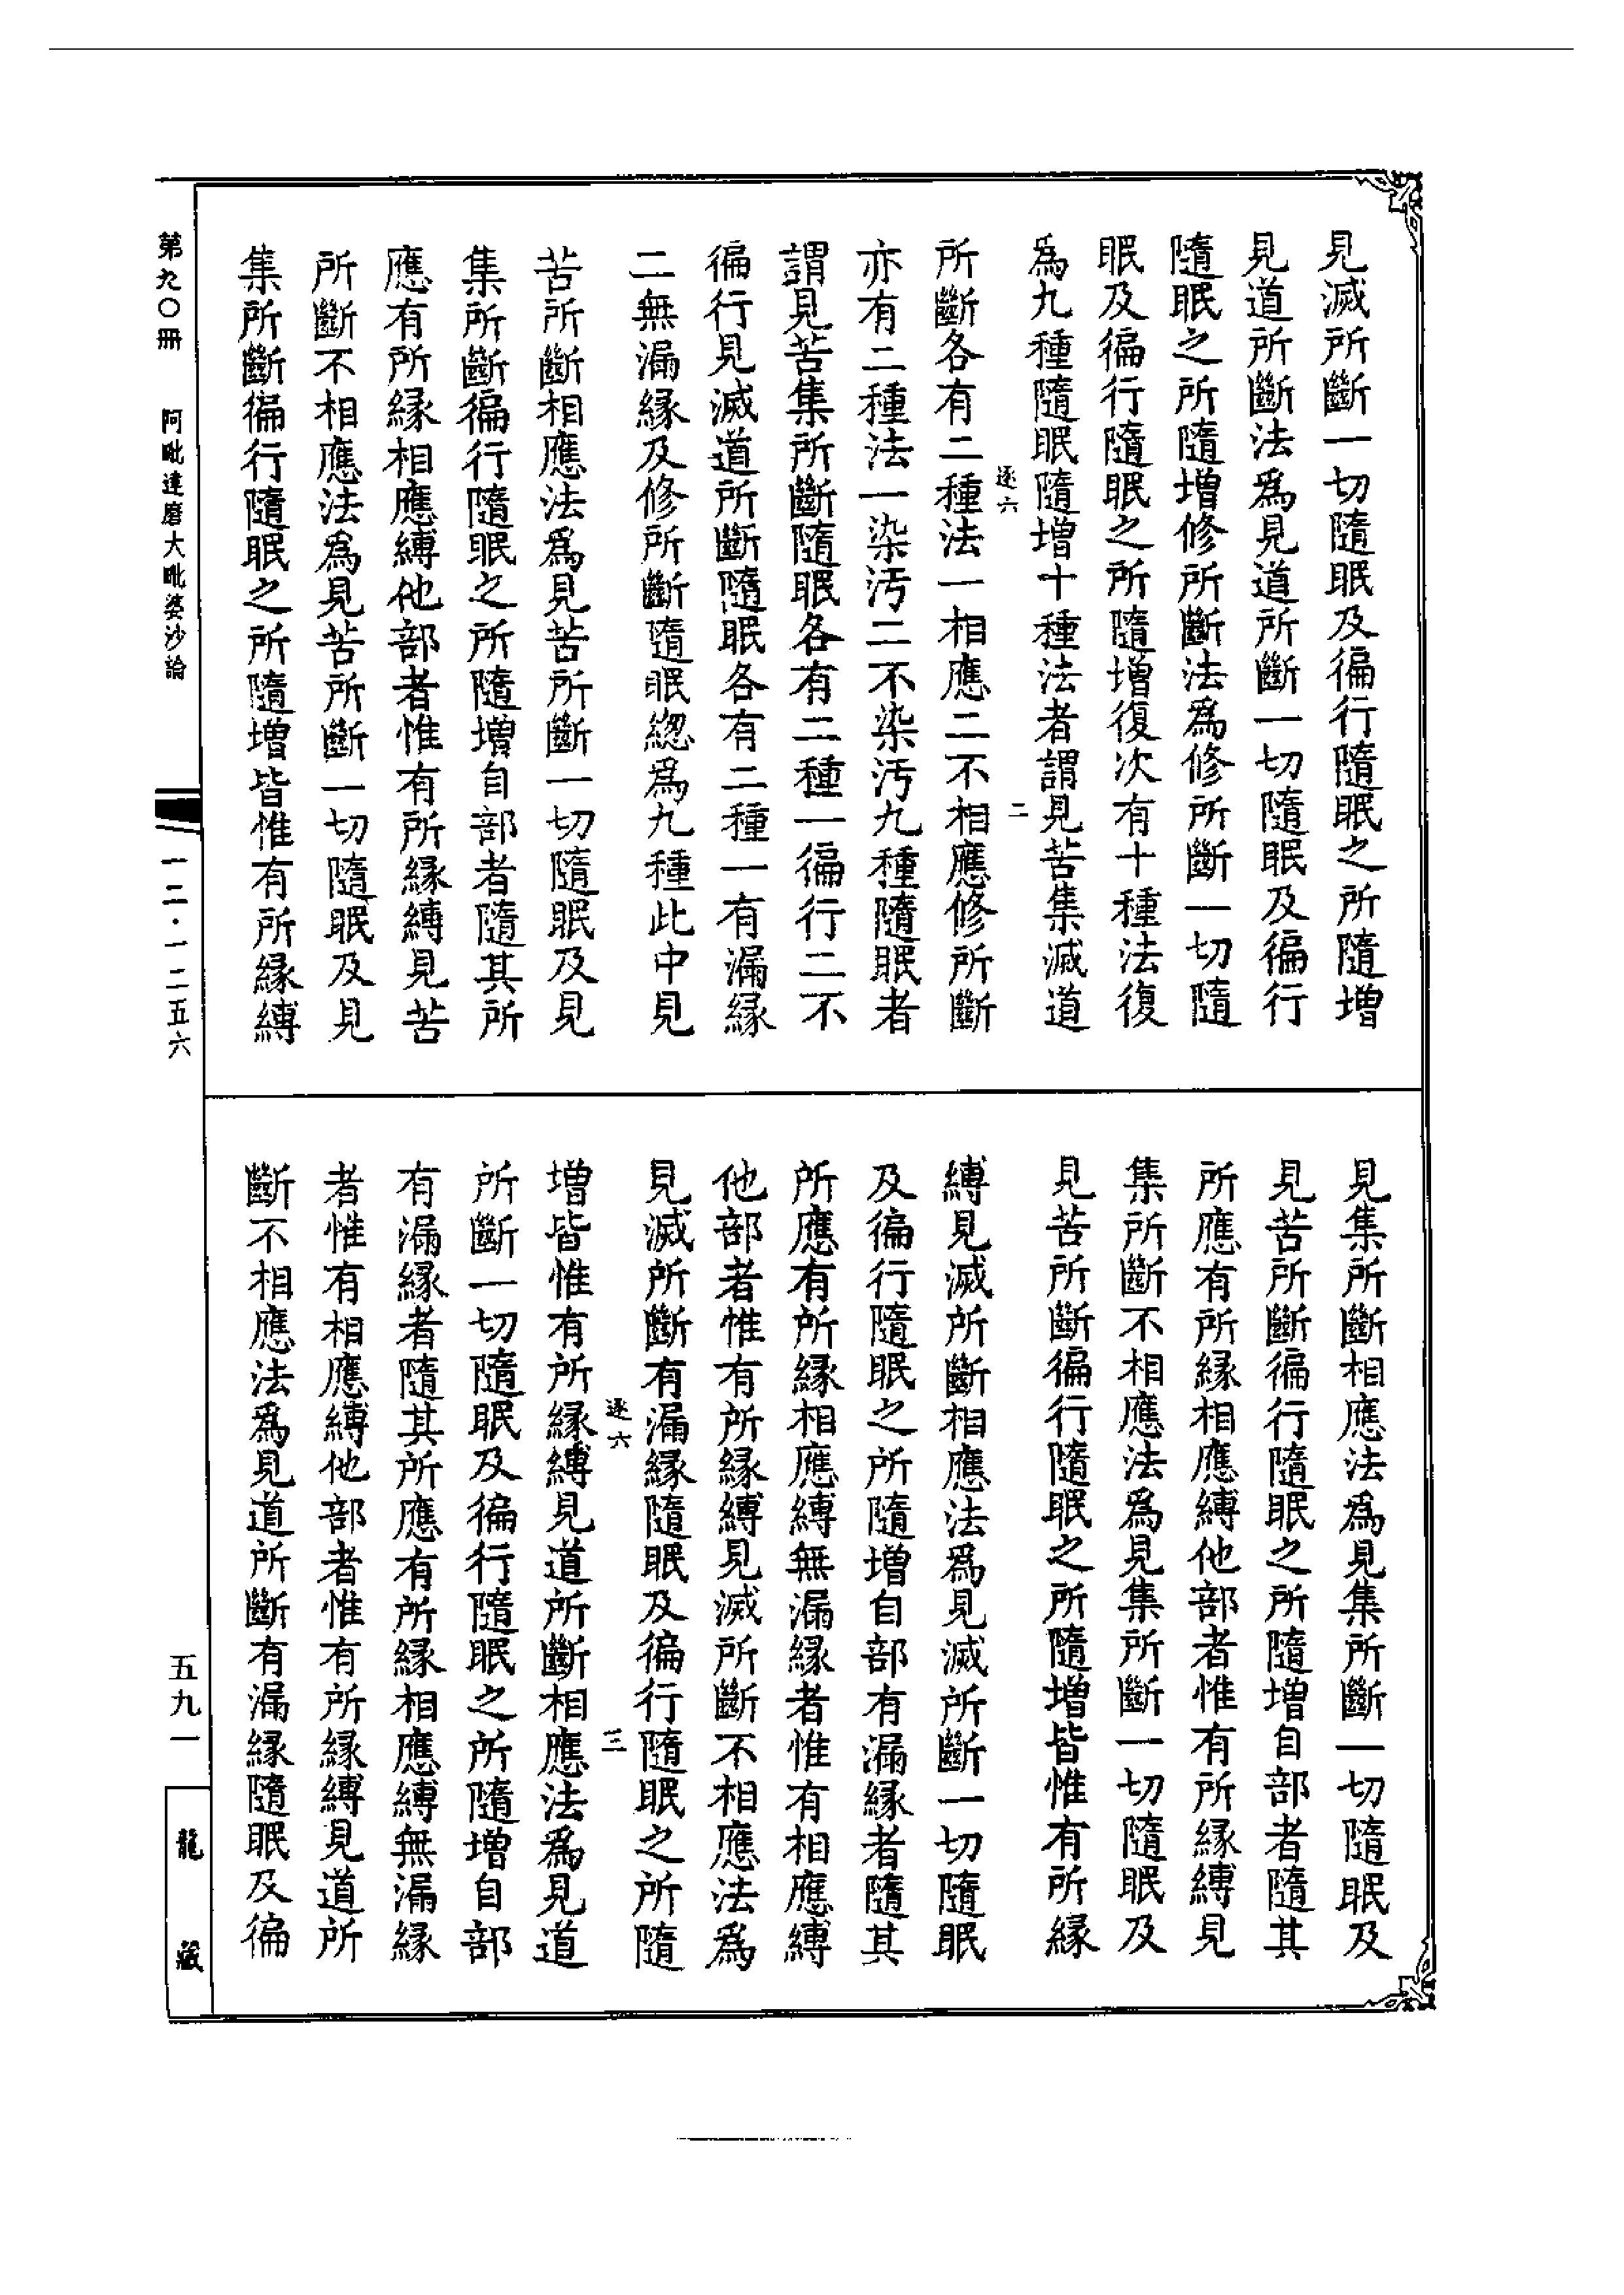 見滅所斷一切隨眠及徧行隨眠之所隨增
見道所斷法爲見道所斷一切隨眠及徧行
隨眠之所隨增修所斷法爲修所斷一切隨
眠及徧行隨眠之所隨增復次有十種法復
爲九種隨眠隨增十種法者謂見苦集滅道
逐六
二
所斷各有二種法一相應二不相應修所斷
亦有二種法一染汚二不染汚九種隨眠者
謂見苦集所斷隨眠各有二種一徧行二不
徧行見滅道所斷隨眠各有二種一有漏緣
二無漏緣及修所斷隨眠緫爲九種此中見
苦所斷相應法爲見苦所斷一切隨眠及見
集所斷徧行隨眠之所隨增自部者隨其所
應有所緣相應縛他部者惟有所緣縛見苦
所斷不相應法爲見苦所斷一切隨眠及見
集所斷徧行隨眠之所隨增皆惟有所緣縛
見集所斷相應法爲見集所斷一切隨眠及
見苦所斷徧行隨眠之所隨增自部者隨其
所應有所緣相應縛他部者惟有所緣縛見
集所斷不相應法爲見集所斷一切隨眠及
見苦所斷徧行隨眠之所隨增皆惟有所緣
縛見滅所斷相應法爲見滅所斷一切隨眠
及徧行隨眠之所隨增自部有漏緣者隨其
所應有所緣相應縛無漏緣者惟有相應縛
他部者惟有所緣縛見滅所斷不相應法爲
見滅所斷有漏緣隨眠及徧行隨眠之所隨
逐六
三
增皆惟有所緣縛見道所斷相應法爲見道
所斷一切隨眠及徧行隨眠之所隨增自部
有漏緣者隨其所應有所緣相應縛無漏緣
者惟有相應縛他部者惟有所緣縛見道所
斷不相應法爲見道所斷有漏緣隨眠及徧
第九〇冊 阿毗達磨大毗婆沙論
一二·一二五六
五九一
龍藏